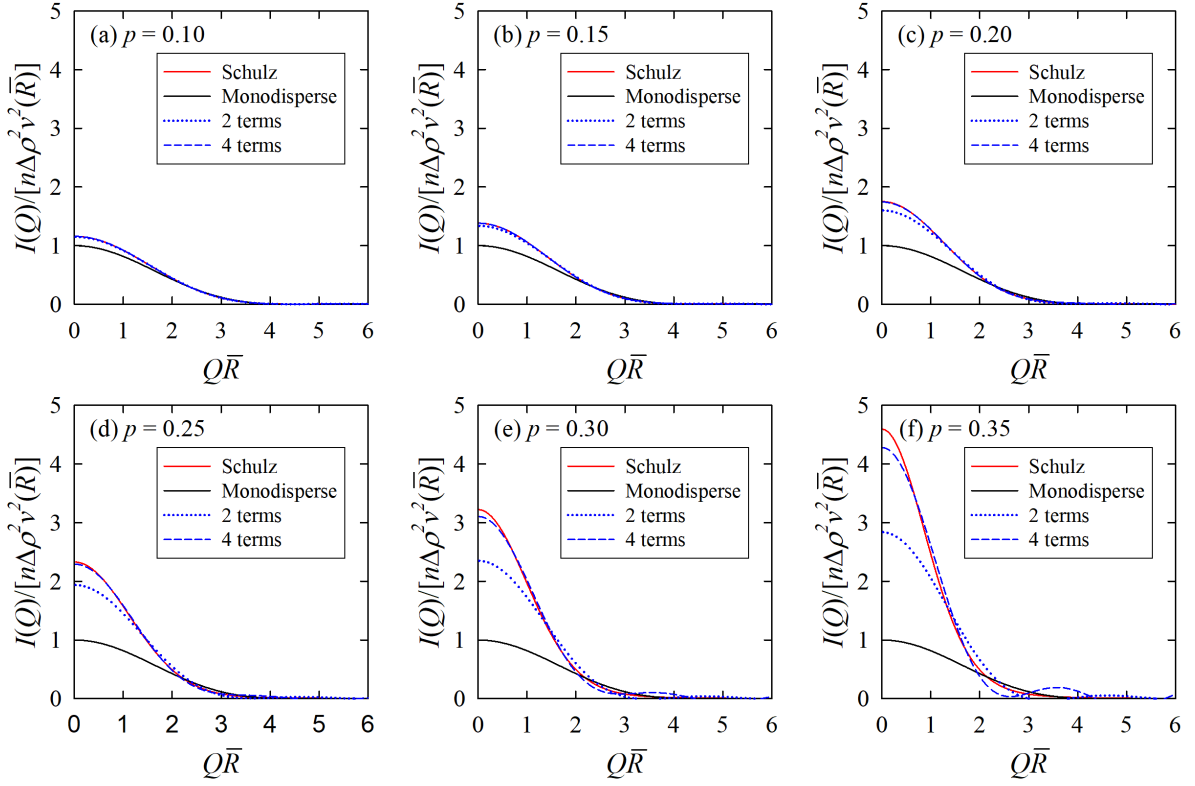 I(Q)/[nΔρ²v²(R̅)]
5
4
3
2
1
0
(a) p = 0.10
Schulz
Monodisperse
2 terms
4 terms
0 1 2 3 4 5 6
QR̅
I(Q)/[nΔρ²v²(R̅)]
5
4
3
2
1
0
(b) p = 0.15
Schulz
Monodisperse
2 terms
4 terms
0 1 2 3 4 5 6
QR̅
I(Q)/[nΔρ²v²(R̅)]
5
4
3
2
1
0
(c) p = 0.20
Schulz
Monodisperse
2 terms
4 terms
0 1 2 3 4 5 6
QR̅
I(Q)/[nΔρ²v²(R̅)]
5
4
3
2
1
0
(d) p = 0.25
Schulz
Monodisperse
2 terms
4 terms
0 1 2 3 4 5 6
QR̅
I(Q)/[nΔρ²v²(R̅)]
5
4
3
2
1
0
(e) p = 0.30
Schulz
Monodisperse
2 terms
4 terms
0 1 2 3 4 5 6
QR̅
I(Q)/[nΔρ²v²(R̅)]
5
4
3
2
1
0
(f) p = 0.35
Schulz
Monodisperse
2 terms
4 terms
0 1 2 3 4 5 6
QR̅